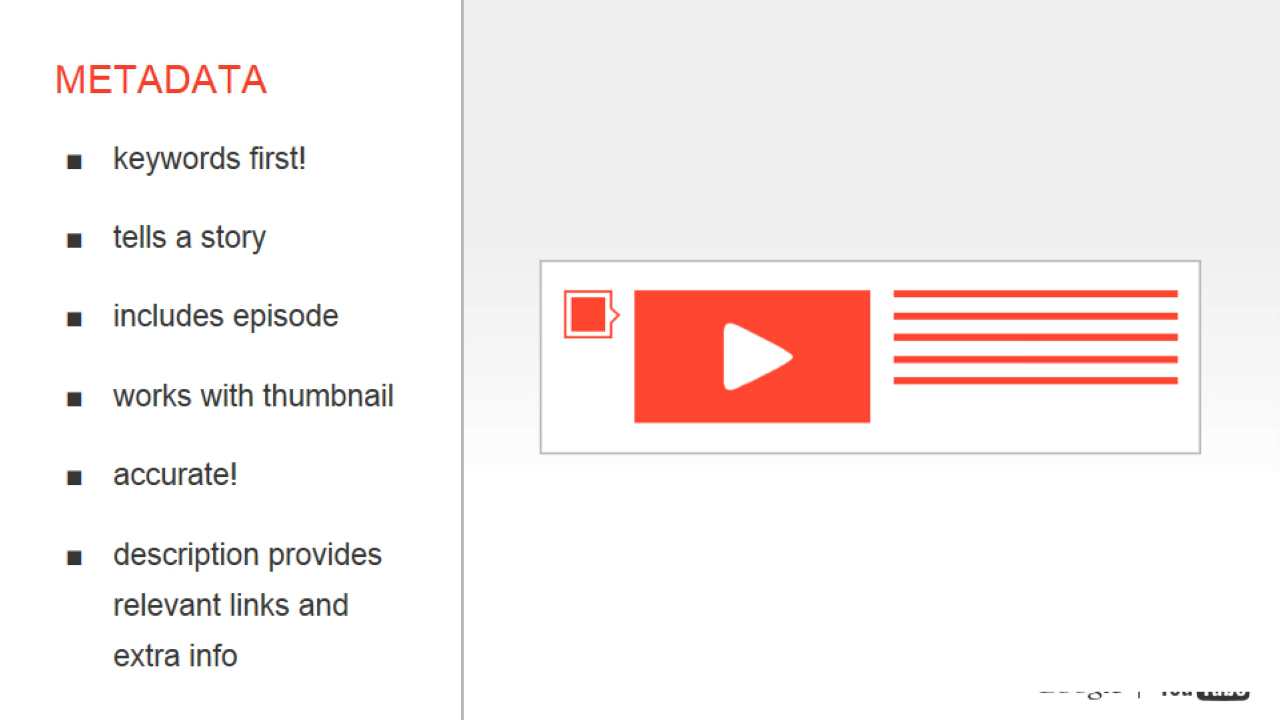 METADATA
■ keywords first!
■ tells a story
■ includes episode
■ works with thumbnail
■ accurate!
■ description provides
relevant links and
extra info